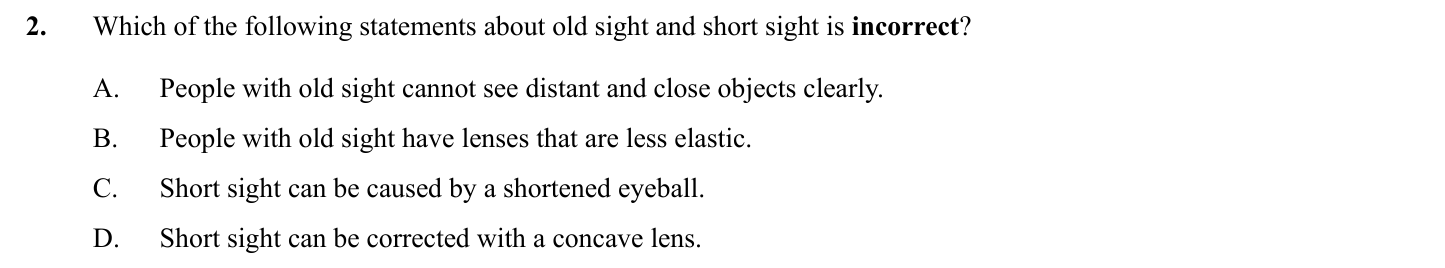 2. Which of the following statements about old sight and short sight is incorrect?
A. People with old sight cannot see distant and close objects clearly.
B. People with old sight have lenses that are less elastic.
C. Short sight can be caused by a shortened eyeball.
D. Short sight can be corrected with a concave lens.